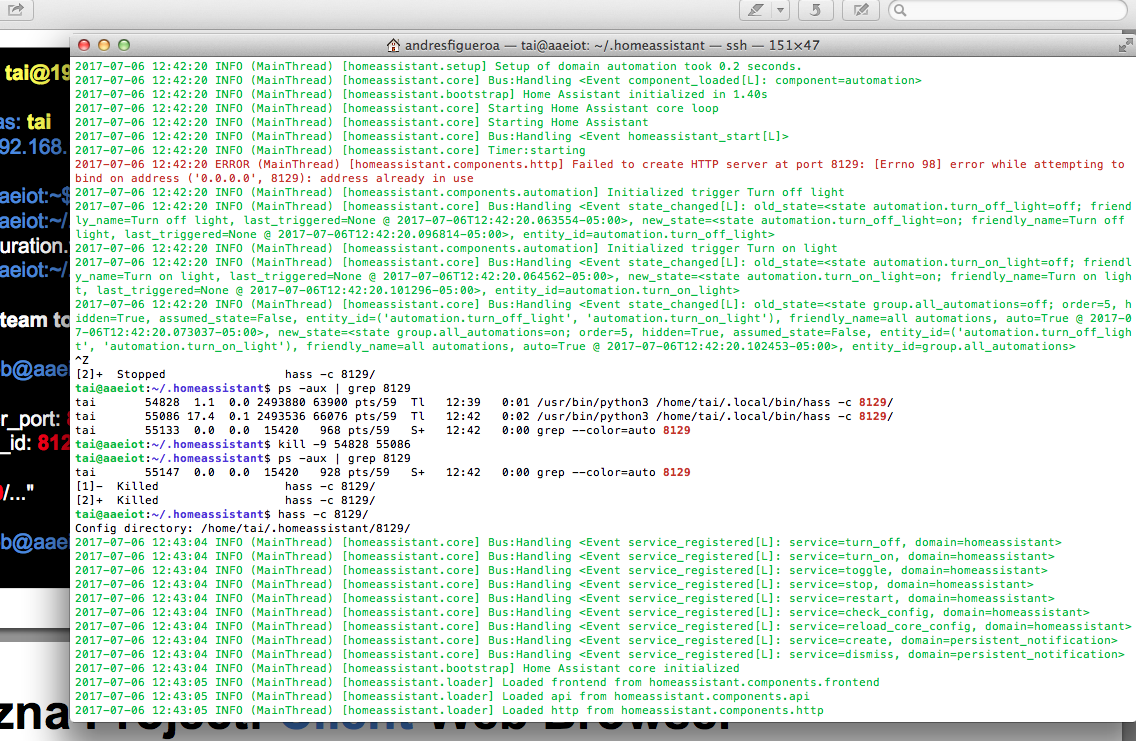 andresfigueroa — tai@aaeiot: ~/.homeassistant — ssh — 151×47
2017-07-06 12:42:20 INFO (MainThread) [homeassistant.setup] Setup of domain automation took 0.2 seconds.
2017-07-06 12:42:20 INFO (MainThread) [homeassistant.core] Bus:Handling <Event component_loaded[L]: component=automation>
2017-07-06 12:42:20 INFO (MainThread) [homeassistant.bootstrap] Home Assistant initialized in 1.40s
2017-07-06 12:42:20 INFO (MainThread) [homeassistant.core] Starting Home Assistant core loop
2017-07-06 12:42:20 INFO (MainThread) [homeassistant.core] Starting Home Assistant
2017-07-06 12:42:20 INFO (MainThread) [homeassistant.core] Bus:Handling <Event homeassistant_start[L]>
2017-07-06 12:42:20 INFO (MainThread) [homeassistant.core] Timer:starting
2017-07-06 12:42:20 ERROR (MainThread) [homeassistant.components.http] Failed to create HTTP server at port 8129: [Errno 98] error while attempting to
bind on address ('0.0.0.0', 8129): address already in use
2017-07-06 12:42:20 INFO (MainThread) [homeassistant.components.automation] Initialized trigger Turn off light
2017-07-06 12:42:20 INFO (MainThread) [homeassistant.core] Bus:Handling <Event state_changed[L]: old_state=<state automation.turn_off_light=off; friend
ly_name=Turn off light, last_triggered=None @ 2017-07-06T12:42:20.063554-05:00>, new_state=<state automation.turn_off_light=on; friendly_name=Turn off
light, last_triggered=None @ 2017-07-06T12:42:20.096814-05:00>, entity_id=automation.turn_off_light>
2017-07-06 12:42:20 INFO (MainThread) [homeassistant.components.automation] Initialized trigger Turn on light
2017-07-06 12:42:20 INFO (MainThread) [homeassistant.core] Bus:Handling <Event state_changed[L]: old_state=<state automation.turn_on_light=off; friendl
y_name=Turn on light, last_triggered=None @ 2017-07-06T12:42:20.064562-05:00>, new_state=<state automation.turn_on_light=on; friendly_name=Turn on ligh
t, last_triggered=None @ 2017-07-06T12:42:20.101296-05:00>, entity_id=automation.turn_on_light>
2017-07-06 12:42:20 INFO (MainThread) [homeassistant.core] Bus:Handling <Event state_changed[L]: old_state=<state group.all_automations=off; order=5, h
idden=True, assumed_state=False, entity_id=('automation.turn_off_light', 'automation.turn_on_light'), friendly_name=all automations, auto=True @ 2017-0
7-06T12:42:20.073037-05:00>, new_state=<state group.all_automations=on; order=5, hidden=True, assumed_state=False, entity_id=('automation.turn_off_ligh
t', 'automation.turn_on_light'), friendly_name=all automations, auto=True @ 2017-07-06T12:42:20.102453-05:00>, entity_id=group.all_automations>
^Z
[2]+  Stopped                 hass -c 8129/
tai@aaeiot:~/.homeassistant$ ps -aux | grep 8129
tai       54828  1.1  0.0 2493880 63900 pts/59  Tl   12:39   0:01 /usr/bin/python3 /home/tai/.local/bin/hass -c 8129/
tai       55086 17.4  0.1 2493536 66076 pts/59  Tl   12:42   0:02 /usr/bin/python3 /home/tai/.local/bin/hass -c 8129/
tai       55133  0.0  0.0  15420   968 pts/59   S+   12:42   0:00 grep --color=auto 8129
tai@aaeiot:~/.homeassistant$ kill -9 54828 55086
tai@aaeiot:~/.homeassistant$ ps -aux | grep 8129
tai       55147  0.0  0.0  15420   928 pts/59   S+   12:42   0:00 grep --color=auto 8129
[1]-  Killed                  hass -c 8129/
[2]+  Killed                  hass -c 8129/
tai@aaeiot:~/.homeassistant$ hass -c 8129/
Config directory: /home/tai/.homeassistant/8129/
2017-07-06 12:43:04 INFO (MainThread) [homeassistant.core] Bus:Handling <Event service_registered[L]: service=turn_off, domain=homeassistant>
2017-07-06 12:43:04 INFO (MainThread) [homeassistant.core] Bus:Handling <Event service_registered[L]: service=turn_on, domain=homeassistant>
2017-07-06 12:43:04 INFO (MainThread) [homeassistant.core] Bus:Handling <Event service_registered[L]: service=toggle, domain=homeassistant>
2017-07-06 12:43:04 INFO (MainThread) [homeassistant.core] Bus:Handling <Event service_registered[L]: service=stop, domain=homeassistant>
2017-07-06 12:43:04 INFO (MainThread) [homeassistant.core] Bus:Handling <Event service_registered[L]: service=restart, domain=homeassistant>
2017-07-06 12:43:04 INFO (MainThread) [homeassistant.core] Bus:Handling <Event service_registered[L]: service=check_config, domain=homeassistant>
2017-07-06 12:43:04 INFO (MainThread) [homeassistant.core] Bus:Handling <Event service_registered[L]: service=reload_core_config, domain=homeassistant>
2017-07-06 12:43:04 INFO (MainThread) [homeassistant.core] Bus:Handling <Event service_registered[L]: service=create, domain=persistent_notification>
2017-07-06 12:43:04 INFO (MainThread) [homeassistant.core] Bus:Handling <Event service_registered[L]: service=dismiss, domain=persistent_notification>
2017-07-06 12:43:04 INFO (MainThread) [homeassistant.bootstrap] Home Assistant core initialized
2017-07-06 12:43:05 INFO (MainThread) [homeassistant.loader] Loaded frontend from homeassistant.components.frontend
2017-07-06 12:43:05 INFO (MainThread) [homeassistant.loader] Loaded api from homeassistant.components.api
2017-07-06 12:43:05 INFO (MainThread) [homeassistant.loader] Loaded http from homeassistant.components.http
tai@19
as: tai
92.168.
aeiot:~$
aeiot:~/
uration.
aeiot:~/
team to
b@aae
r_port:
_id: 812
/..."
b@aae